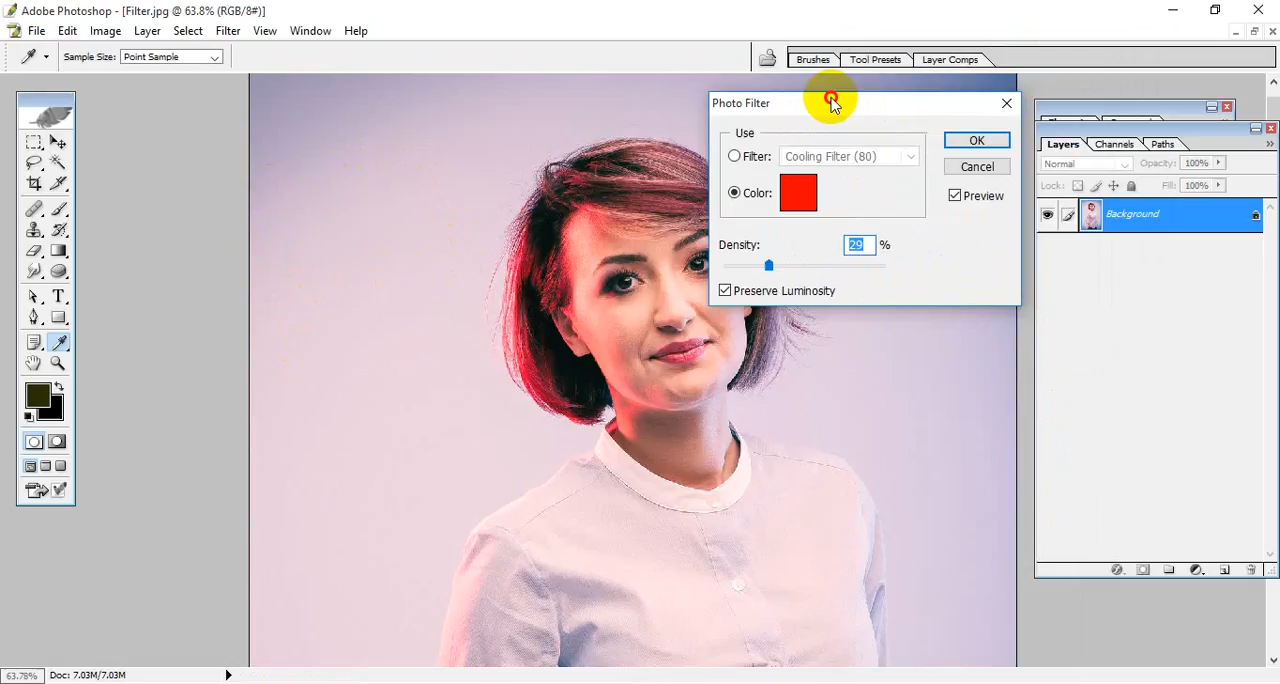 Adobe Photoshop - [Filter.jpg @ 63.8% (RGB/8#)]
File Edit Image Layer Select Filter View Window Help
Sample Size: Point Sample
Brushes Tool Presets Layer Comps
Photo Filter
Use
Filter: Cooling Filter (80)
Color:
OK
Cancel
Preview
Density: 29 %
Preserve Luminosity
Layers Channels Paths
Normal Opacity: 100%
Lock: Fill: 100%
Background
63.78% Doc: 7.03M/7.03M